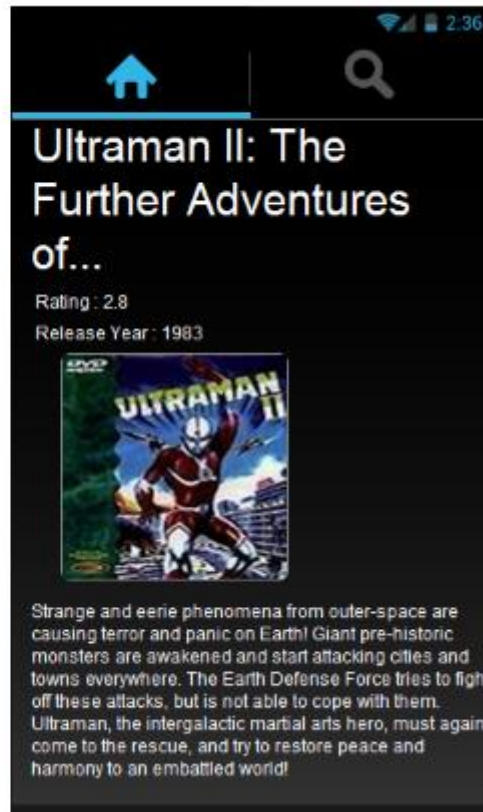 2:36
Ultraman II: The
Further Adventures
of...
Rating : 2.8
Release Year : 1983
DVD
ULTRAMAN
II
Strange and eerie phenomena from outer-space are
causing terror and panic on Earth! Giant pre-historic
monsters are awakened and start attacking cities and
towns everywhere. The Earth Defense Force tries to figh
off these attacks, but is not able to cope with them.
Ultraman, the intergalactic martial arts hero, must again
come to the rescue, and try to restore peace and
harmony to an embattled world!